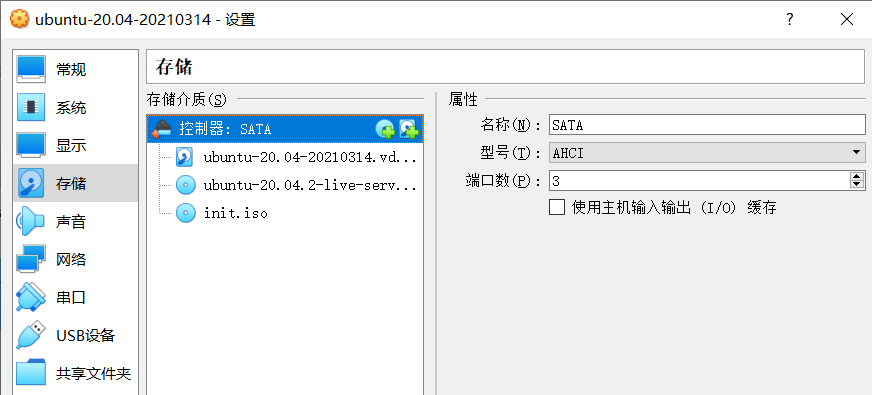 ubuntu-20.04-20210314 - 设置
?
常规
系统
显示
存储
声音
网络
串口
USB设备
共享文件夹
存储
存储介质(S)
控制器: SATA
ubuntu-20.04-20210314.vd...
ubuntu-20.04.2-live-serv...
init.iso
属性
名称(N): SATA
型号(T): AHCI
端口数(P): 3
使用主机输入输出 (I/O) 缓存